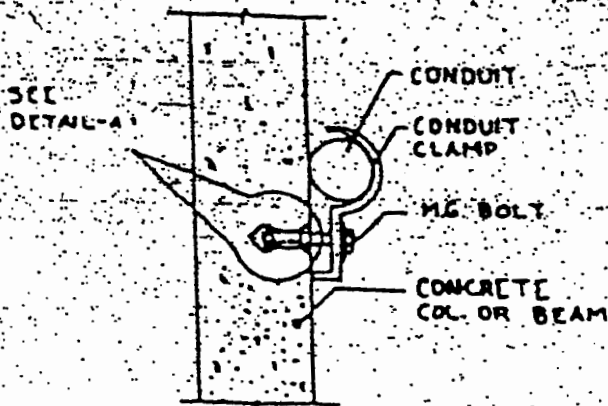 SEE
DETAIL-A
CONDUIT
CONDUIT
CLAMP
M.G. BOLT
CONCRETE
COL. OR BEAM